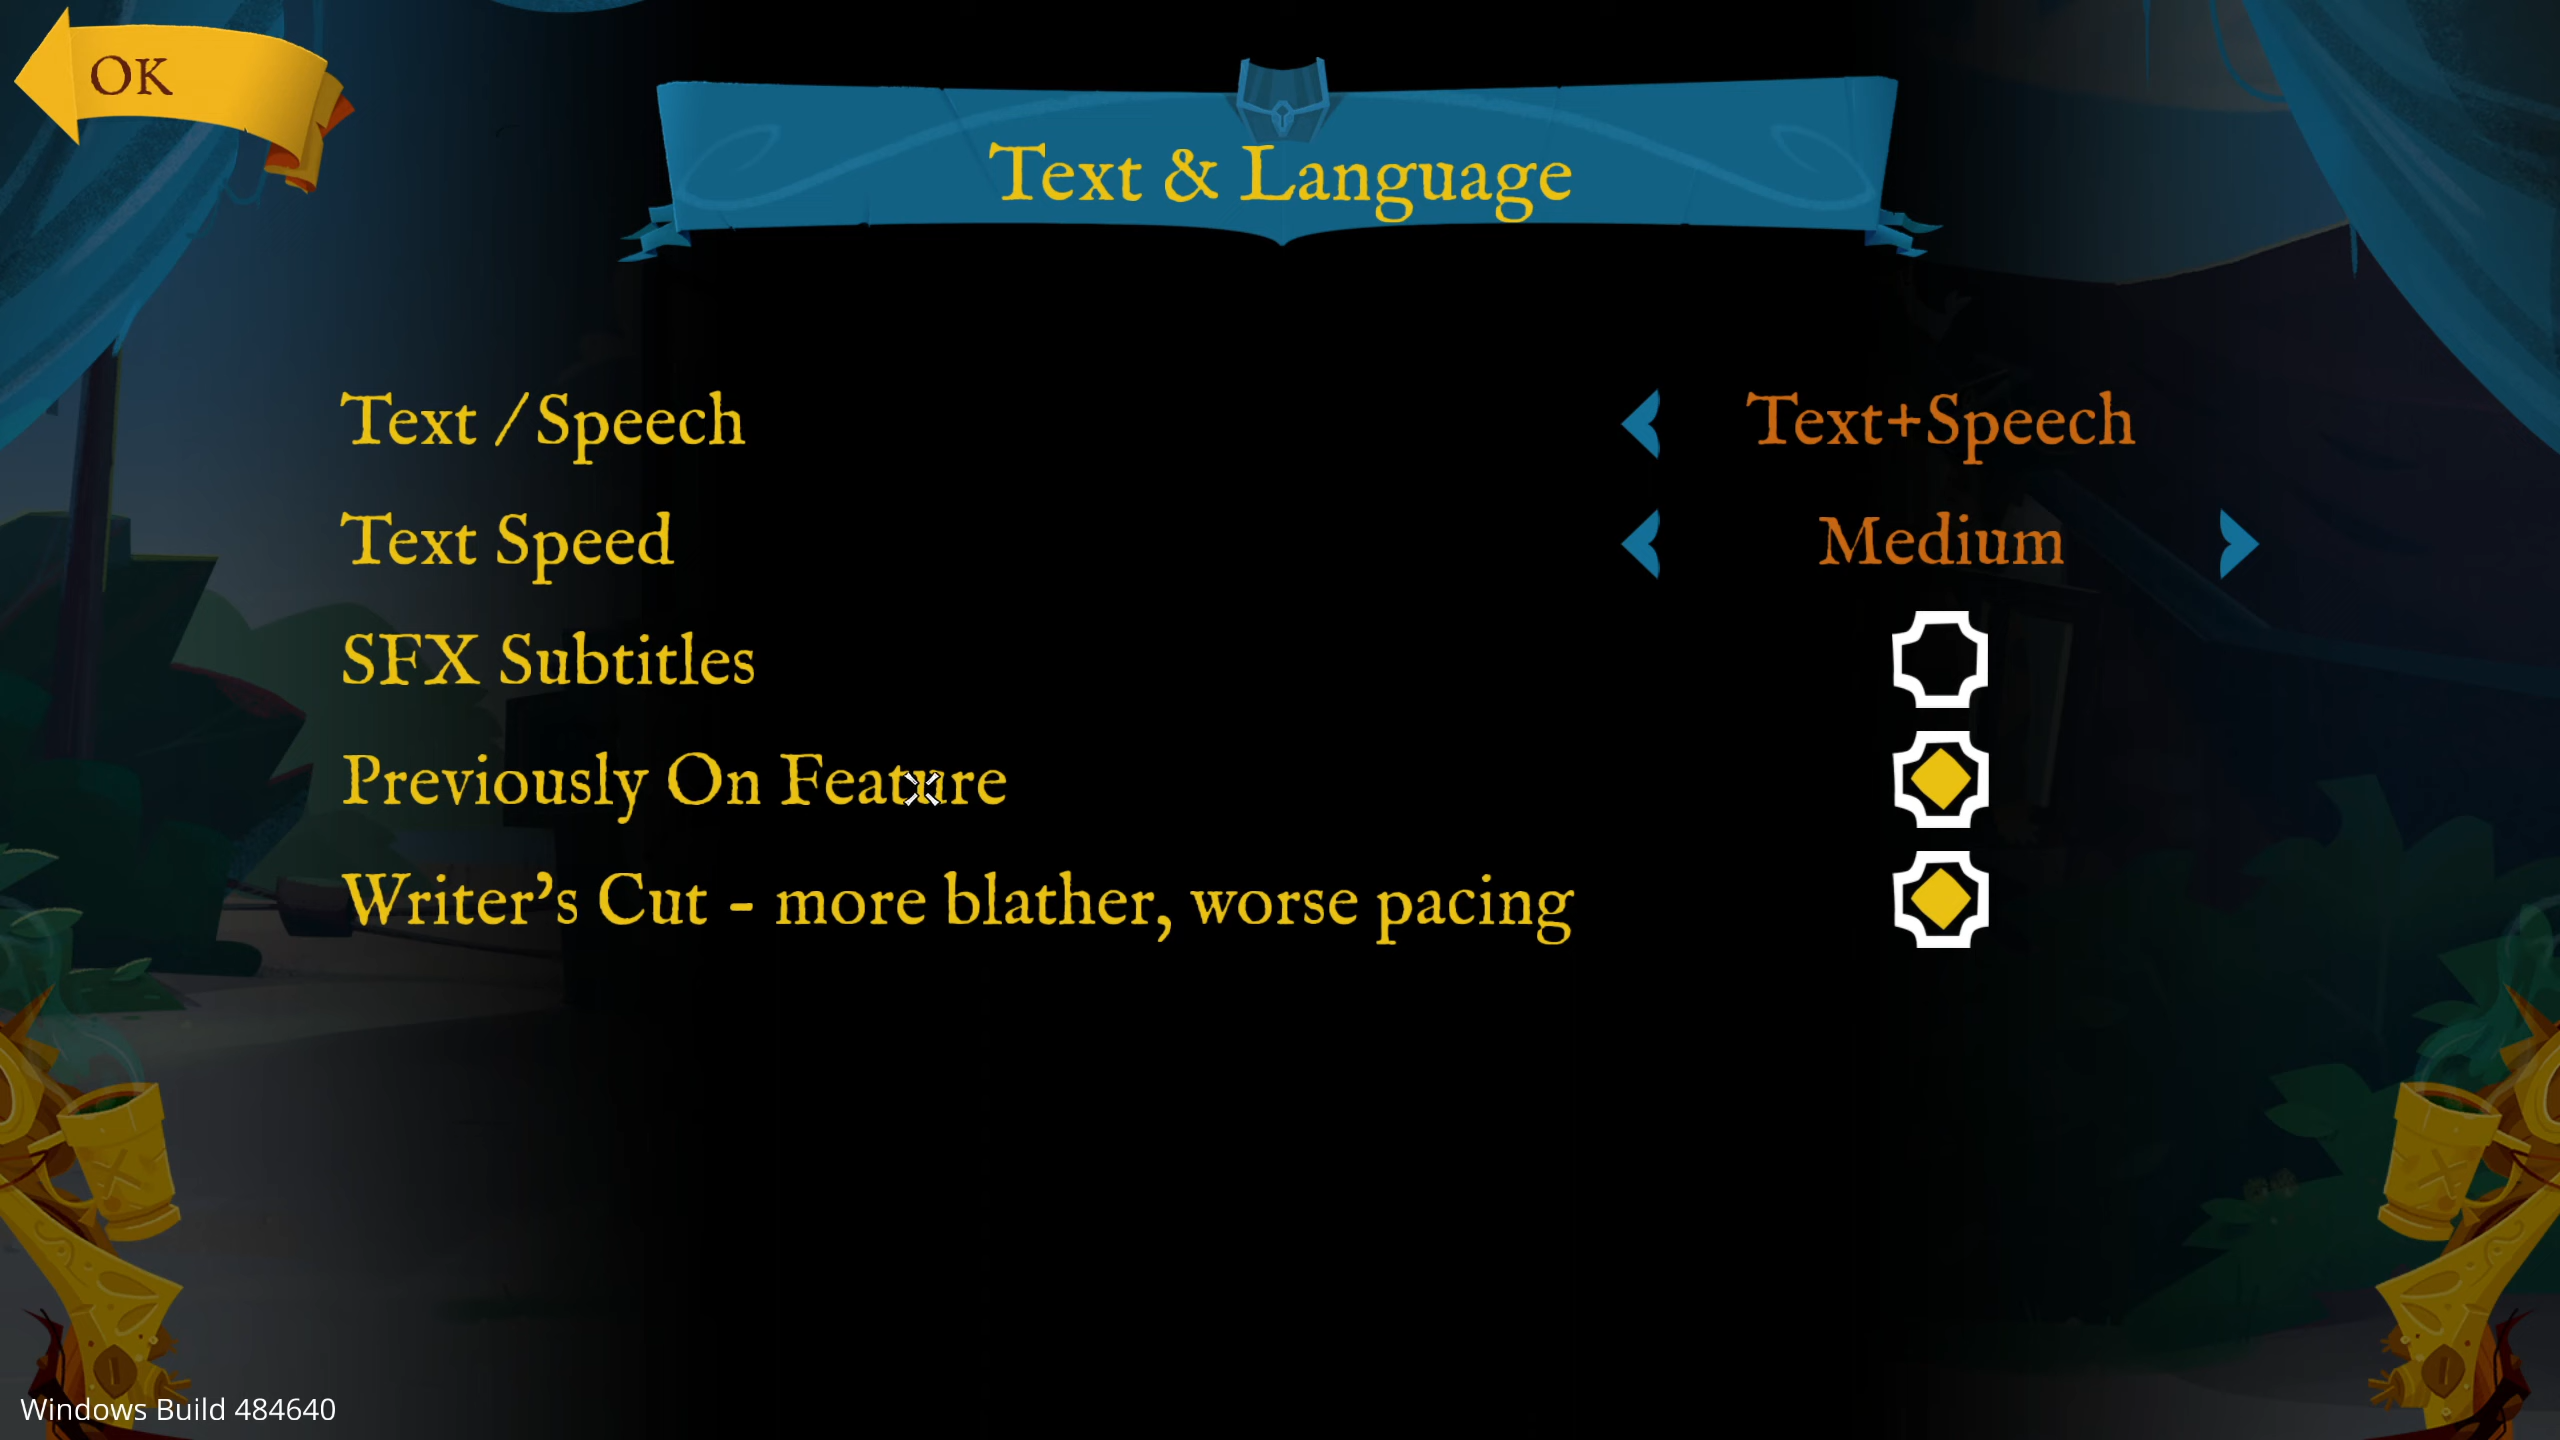 OK
Text & Language
Text /Speech
Text+Speech
Text Speed
Medium
SFX Subtitles
Previously On Feature
Writer's Cut - more blather, worse pacing
Windows Build 484640